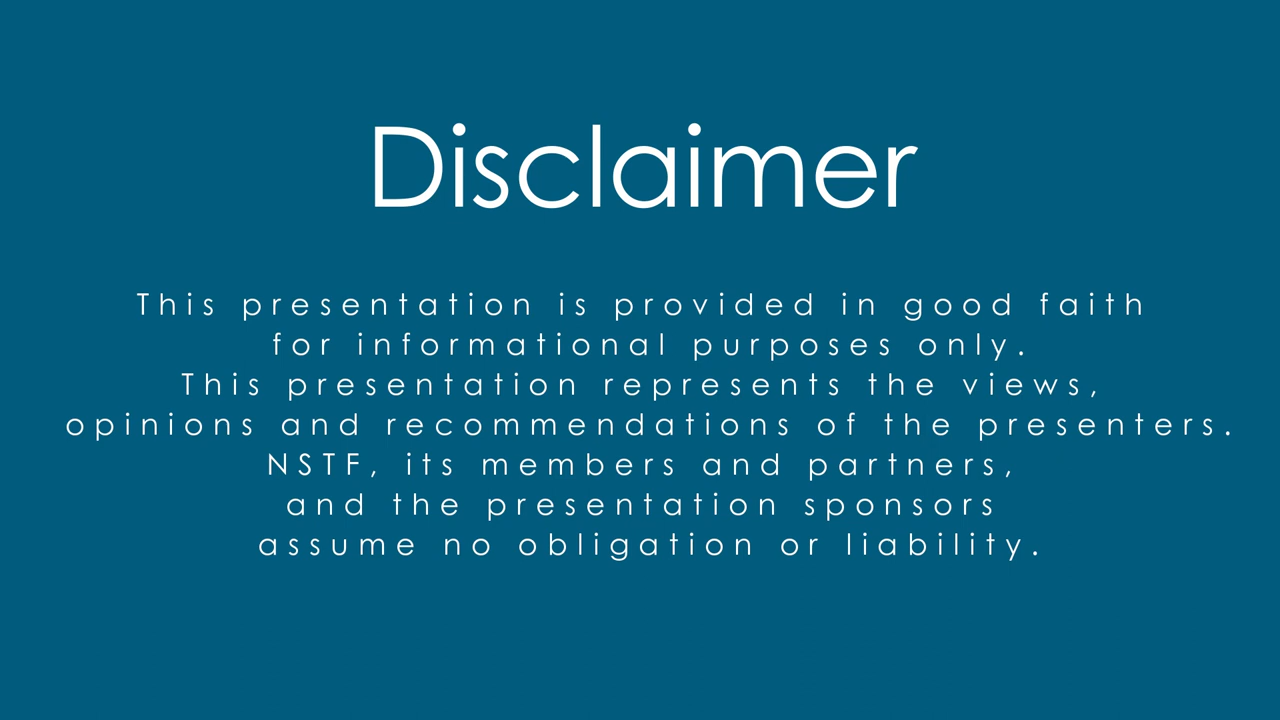 Disclaimer
This presentation is provided in good faith
for informational purposes only.
This presentation represents the views,
opinions and recommendations of the presenters.
NSTF, its members and partners,
and the presentation sponsors
assume no obligation or liability.